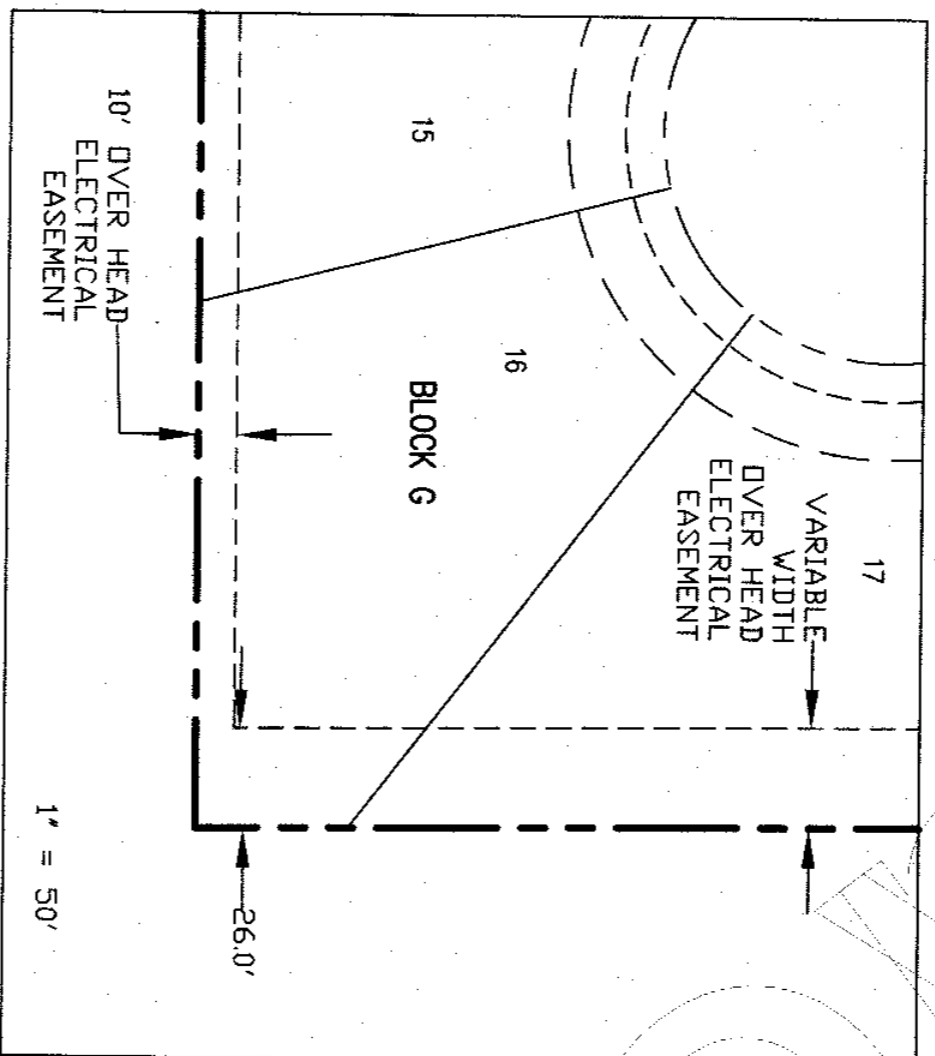 15
16
17
BLOCK G
VARIABLE
WIDTH
OVER HEAD
ELECTRICAL
EASEMENT
10' OVER HEAD
ELECTRICAL
EASEMENT
26.0'
1" = 50'